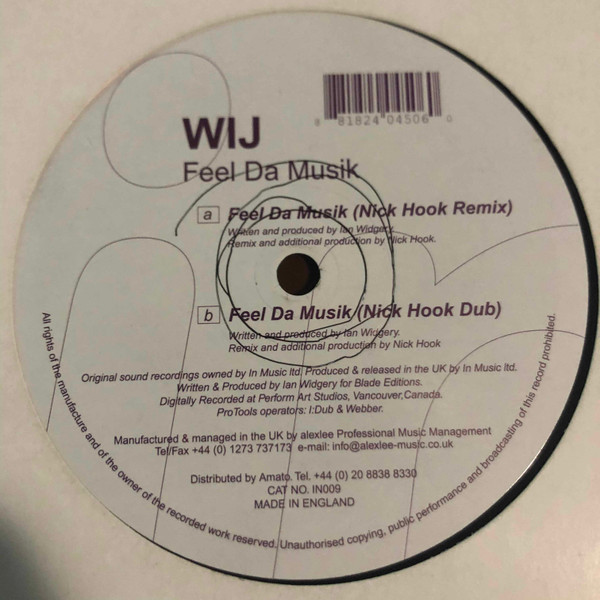 8 81824 04506 0
WIJ
Feel Da Musik
a Feel Da Musik (Nick Hook Remix)
Written and produced by Ian Widgery.
Remix and additional production by Nick Hook.
b Feel Da Musik (Nick Hook Dub)
Written and produced by Ian Widgery.
Remix and additional production by Nick Hook
Original sound recordings owned by In Music ltd. Produced & released in the UK by In Music ltd.
Written & Produced by Ian Widgery for Blade Editions.
Digitally Recorded at Perform Art Studios, Vancouver,Canada.
ProTools operators: I:Dub & Webber.
Manufactured & managed in the UK by alexlee Professional Music Management
Tel/Fax +44 (0) 1273 737173 e-mail: info@alexlee-music.co.uk
Distributed by Amato. Tel. +44 (0) 20 8838 8330
CAT NO. IN009
MADE IN ENGLAND
All rights of the manufacture and of the owner of the recorded work reserved. Unauthorised copying, public performance and broadcasting of this record prohibited.